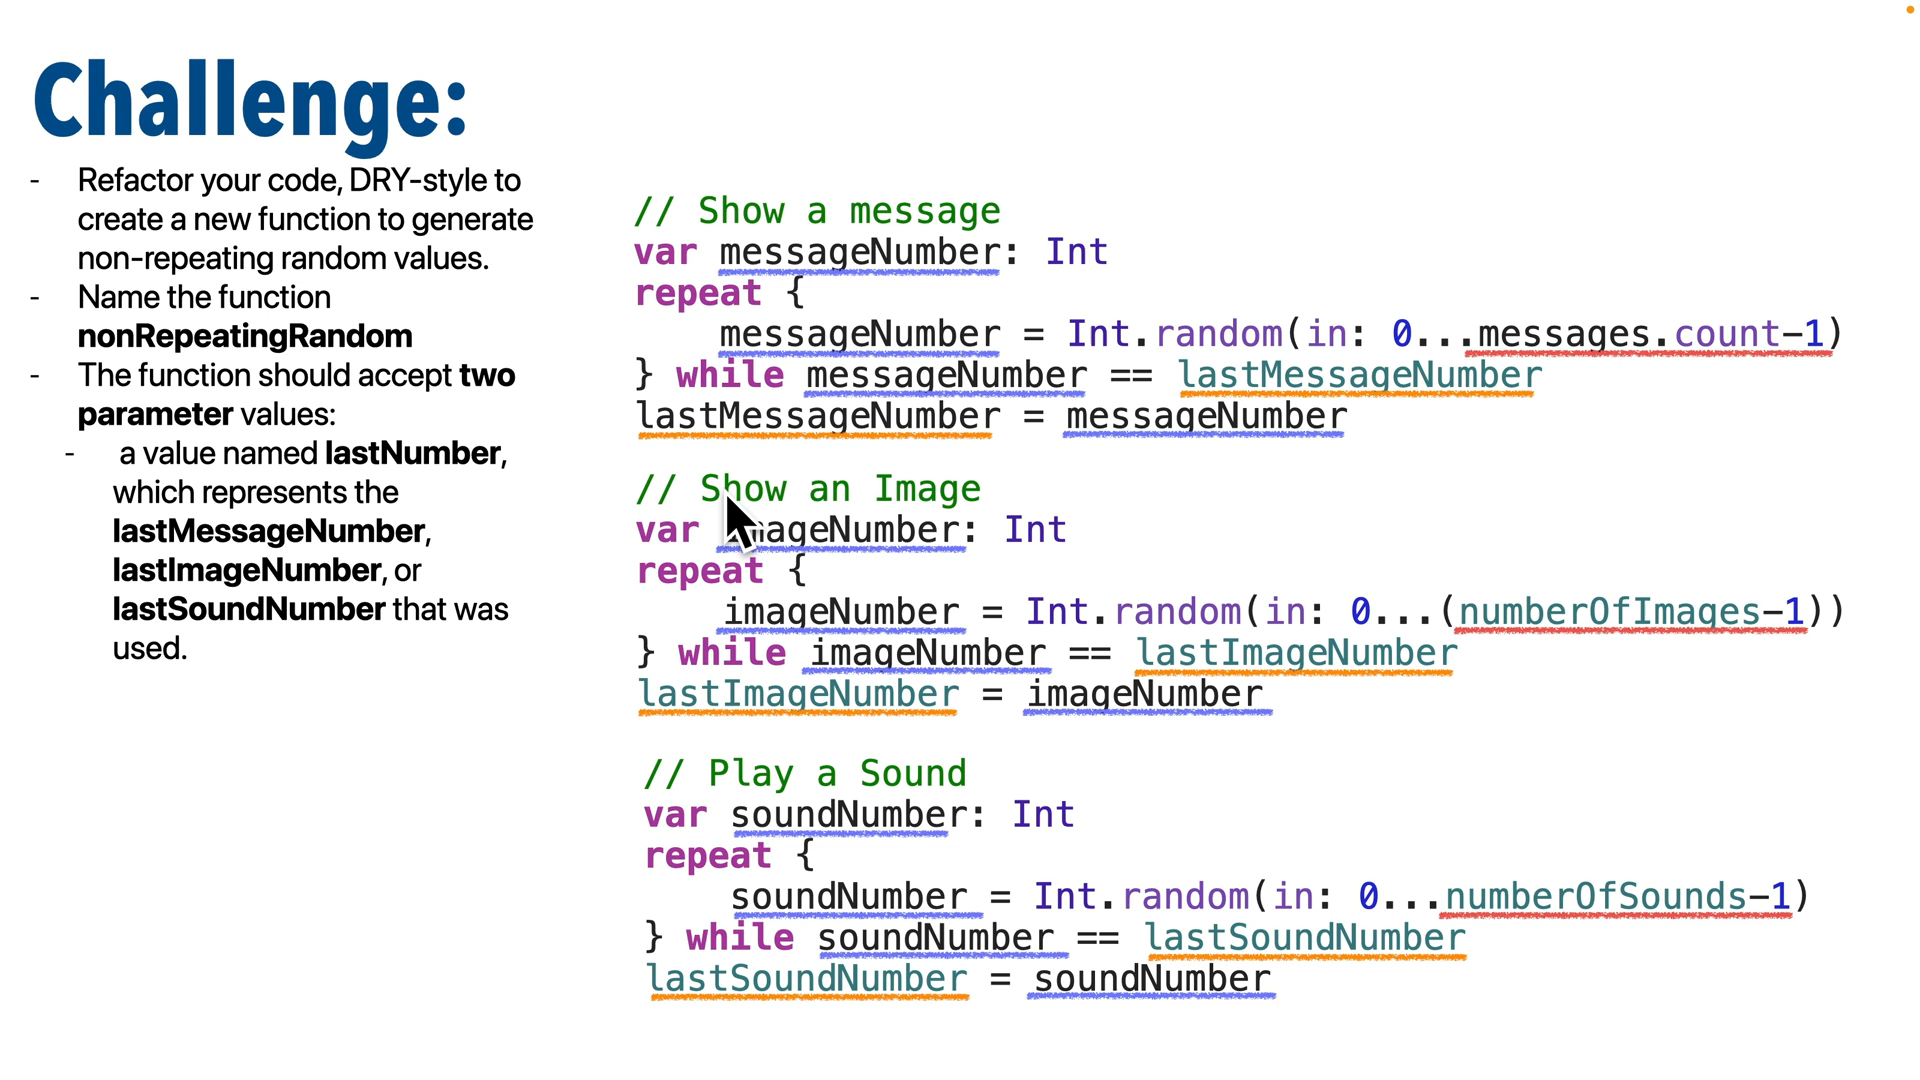 Challenge:
- Refactor your code, DRY-style to
create a new function to generate
non-repeating random values.
- Name the function
nonRepeatingRandom
- The function should accept two
parameter values:
- a value named lastNumber,
which represents the
lastMessageNumber,
lastImageNumber, or
lastSoundNumber that was
used.
// Show a message
var messageNumber: Int
repeat {
messageNumber = Int.random(in: 0...messages.count-1)
} while messageNumber == lastMessageNumber
lastMessageNumber = messageNumber
// Show an Image
var imageNumber: Int
repeat {
imageNumber = Int.random(in: 0...(numberOfImages-1))
} while imageNumber == lastImageNumber
lastImageNumber = imageNumber
// Play a Sound
var soundNumber: Int
repeat {
soundNumber = Int.random(in: 0...numberOfSounds-1)
} while soundNumber == lastSoundNumber
lastSoundNumber = soundNumber